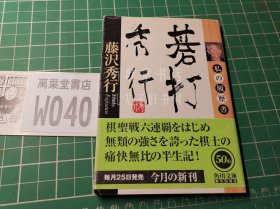 萬葉堂書店
W040
藤沢秀行
碁打秀行
私の履歴書
棋聖戦六連覇をはじめ
無類の強さを誇った棋士の
痛快無比の半生記!
毎月25日発売 今月の新刊
角川文庫
50